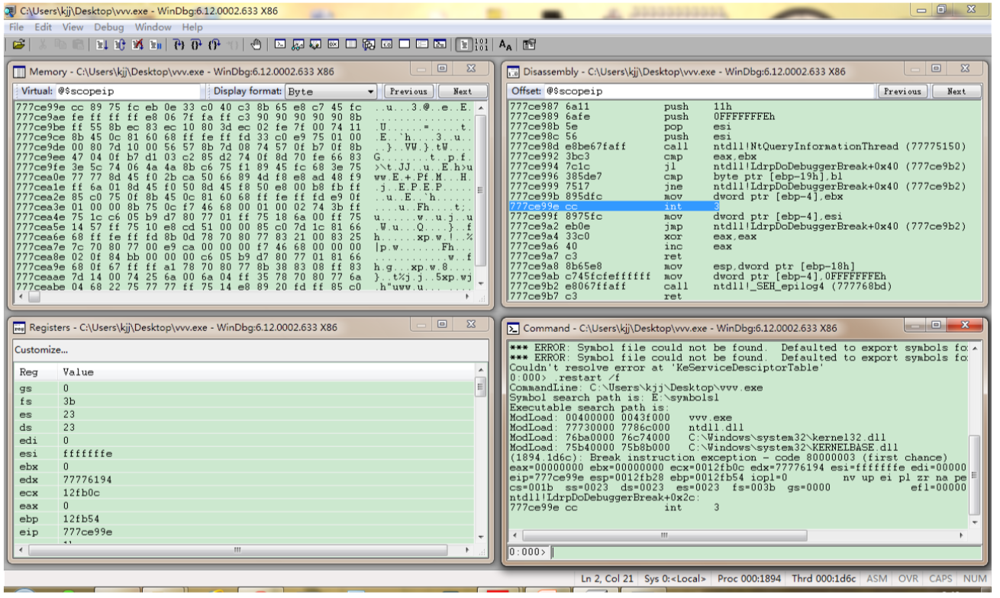 C:\Users\kjj\Desktop\vvv.exe - WinDbg:6.12.0002.633 X86
File Edit View Debug Window Help
Memory - C:\Users\kjj\Desktop\vvv.exe - WinDbg:6.12.0002.633 X86
Virtual: @$scopeip Display format: Byte Previous Next
777ce99e cc 89 75 fc eb 0e 33 c0 40 c3 8b 65 e8 c7 45 fc ..u...3.@..e..E.
777ce9ae fe ff ff ff e8 06 7f fa ff c3 90 90 90 90 90 8b
777ce9be ff 55 8b ec 83 ec 10 80 3d ec 02 fe 7f 00 74 11 .U......=.....t.
777ce9ce 8b 45 0c 81 60 68 ff fe ff fd 33 c0 e9 75 01 00 .E..`h....3..u..
777ce9de 00 80 7d 10 00 56 57 8b 7d 08 74 57 0f b7 0f 8b ..}..VW.}.tW....
777ce9ee 47 04 0f b7 d1 03 c2 85 d2 74 0f 8d 70 fe 66 83 G........t..p.f.
777ce9fe 3e 5c 74 06 4a 4a 8b c6 75 f1 89 45 fc 68 3e 75 >\t.JJ..u..E.h>u
777cea0e 77 77 8d 45 f0 2b ca 50 66 89 4d f8 e8 ad 48 f9 ww.E.+.Pf.M...H.
777cea1e ff 6a 01 8d 45 f0 50 8d 45 f8 50 e8 00 b8 fb ff .j..E.P.E.P.....
777cea2e 85 c0 75 0f 8b 45 0c 81 60 68 ff fe ff fd e9 0f ..u..E..`h......
777cea3e 01 00 00 8b 75 0c f7 46 68 00 01 00 02 74 3b ff ....u..Fh....t;.
777cea4e 75 1c c6 05 b9 d7 80 77 01 ff 75 18 6a 00 ff 75 u......w..u.j..u
777cea5e 14 57 ff 75 10 e8 cd 51 00 00 85 c0 7d 1c 81 66 .W.u...Q....}..f
777cea6e 68 ff fe ff fd 8b 0d 78 70 80 77 83 21 00 83 25 h......xp.w.!..%
777cea7e 7c 70 80 77 00 e9 ca 00 00 00 f7 46 68 00 00 00 |p.w.......Fh...
777cea8e 02 0f 84 bb 00 00 00 c6 05 b9 d7 80 77 01 81 66 ............w..f
777cea9e 68 0f 67 ff ff a1 78 70 80 77 8b 38 83 08 ff 83 h.g...xp.w.8....
777ceaae 7d 14 00 74 25 6a 00 6a 04 ff 35 78 70 80 77 6a }..t%j.j..5xp.wj
777ceabe 04 68 22 75 77 77 ff 75 14 e8 89 20 fd ff 85 c0 .h"uww.u... ....
Disassembly - C:\Users\kjj\Desktop\vvv.exe - WinDbg:6.12.0002.633 X86
Offset: @$scopeip Previous Next
777ce987 6a11 push 11h
777ce989 6afe push 0FFFFFFFEh
777ce98b 5e pop esi
777ce98c 56 push esi
777ce98d e8be67faff call ntdll!NtQueryInformationThread (77775150)
777ce992 3bc3 cmp eax,ebx
777ce994 7c1c jl ntdll!LdrpDoDebuggerBreak+0x40 (777ce9b2)
777ce996 385de7 cmp byte ptr [ebp-19h],bl
777ce999 7517 jne ntdll!LdrpDoDebuggerBreak+0x40 (777ce9b2)
777ce99b 895dfc mov dword ptr [ebp-4],ebx
777ce99e cc int 3
777ce99f 8975fc mov dword ptr [ebp-4],esi
777ce9a2 eb0e jmp ntdll!LdrpDoDebuggerBreak+0x40 (777ce9b2)
777ce9a4 33c0 xor eax,eax
777ce9a6 40 inc eax
777ce9a7 c3 ret
777ce9a8 8b65e8 mov esp,dword ptr [ebp-18h]
777ce9ab c745fcfeffffff mov dword ptr [ebp-4],0FFFFFFFEh
777ce9b2 e8067ffaff call ntdll!_SEH_epilog4 (777768bd)
777ce9b7 c3 ret
Registers - C:\Users\kjj\Desktop\vvv.exe - WinDbg:6.12.0002.633 X86
Customize...
Reg Value
gs 0
fs 3b
es 23
ds 23
edi 0
esi fffffffe
ebx 0
edx 77776194
ecx 12fb0c
eax 0
ebp 12fb54
eip 777ce99e
Command - C:\Users\kjj\Desktop\vvv.exe - WinDbg:6.12.0002.633 X86
*** ERROR: Symbol file could not be found. Defaulted to export symbols fo
*** ERROR: Symbol file could not be found. Defaulted to export symbols fo
Couldn't resolve error at 'KeServiceDesciptorTable'
0:000> .restart /f
CommandLine: C:\Users\kjj\Desktop\vvv.exe
Symbol search path is: E:\symbolsl
Executable search path is:
ModLoad: 00400000 0043f000 vvv.exe
ModLoad: 77730000 7786c000 ntdll.dll
ModLoad: 76ba0000 76c74000 C:\Windows\system32\kernel32.dll
ModLoad: 75b40000 75b8b000 C:\Windows\system32\KERNELBASE.dll
(1894.1d6c): Break instruction exception - code 80000003 (first chance)
eax=00000000 ebx=00000000 ecx=0012fb0c edx=77776194 esi=fffffffe edi=00000
eip=777ce99e esp=0012fb28 ebp=0012fb54 iopl=0 nv up ei pl zr na pe
cs=001b ss=0023 ds=0023 es=0023 fs=003b gs=0000 efl=00000
ntdll!LdrpDoDebuggerBreak+0x2c:
777ce99e cc int 3
0:000>
Ln 2, Col 21 Sys 0:<Local> Proc 000:1894 Thrd 000:1d6c ASM OVR CAPS NUM